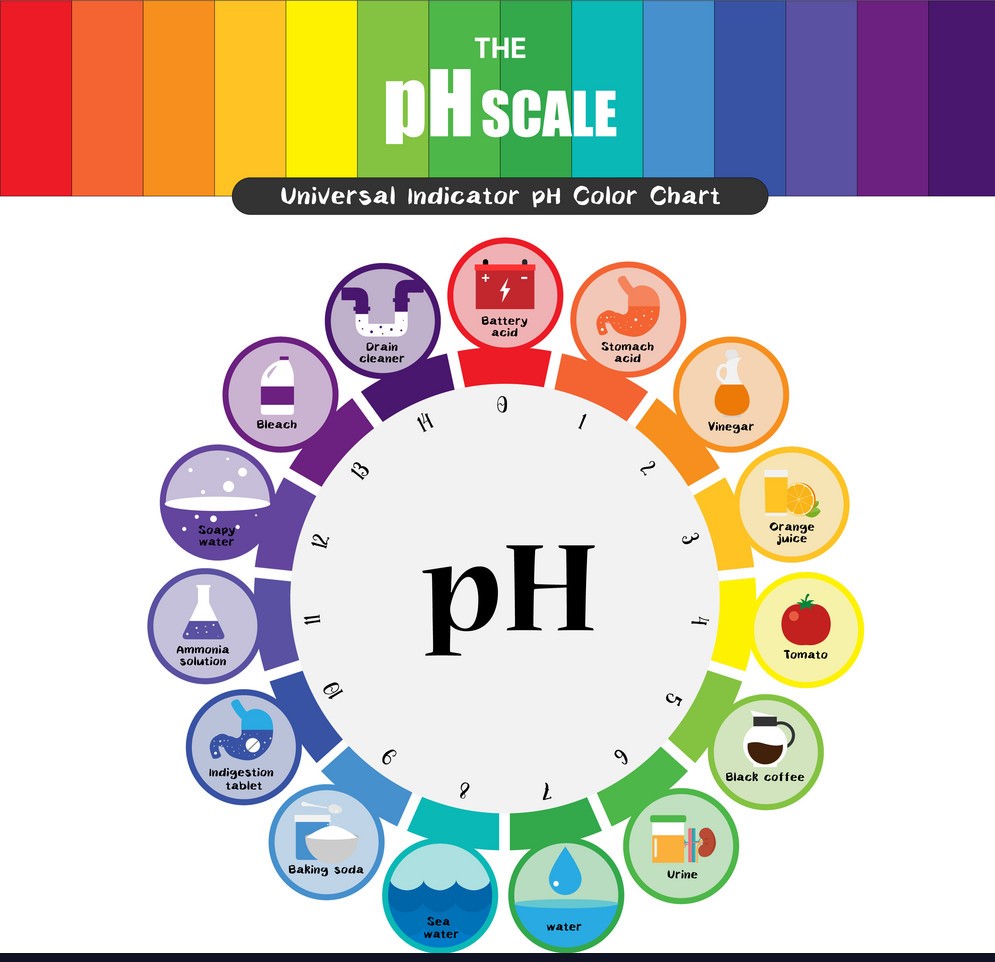 THE
pH SCALE
Universal Indicator pH Color Chart
Battery
acid
Stomach
acid
Vinegar
Orange
juice
Tomato
Black coffee
Urine
water
Sea
water
Baking soda
Indigestion
tablet
Ammonia
solution
Soapy
water
Bleach
Drain
cleaner
+ -
0
1
2
3
4
5
6
7
8
9
10
11
12
13
14
pH